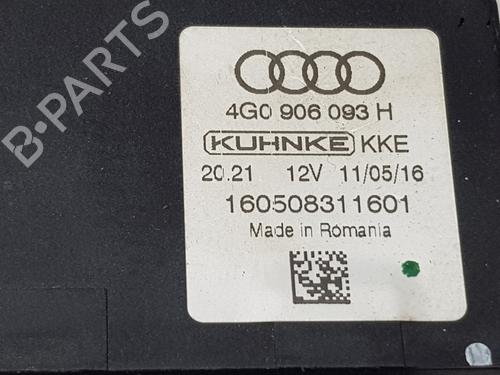 B-PARTS
4G0 906 093 H
KUHNKE KKE
20.21 12V 11/05/16
160508311601
Made in Romania